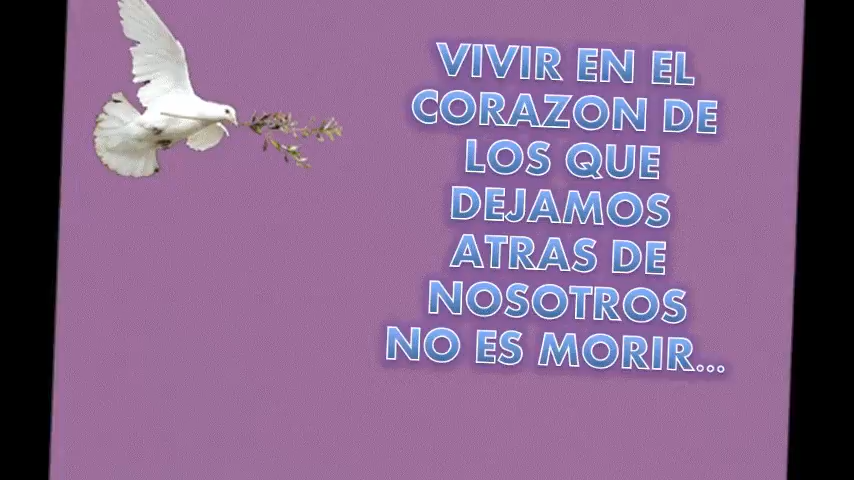 VIVIR EN EL
CORAZON DE
LOS QUE
DEJAMOS
ATRAS DE
NOSOTROS
NO ES MORIR...